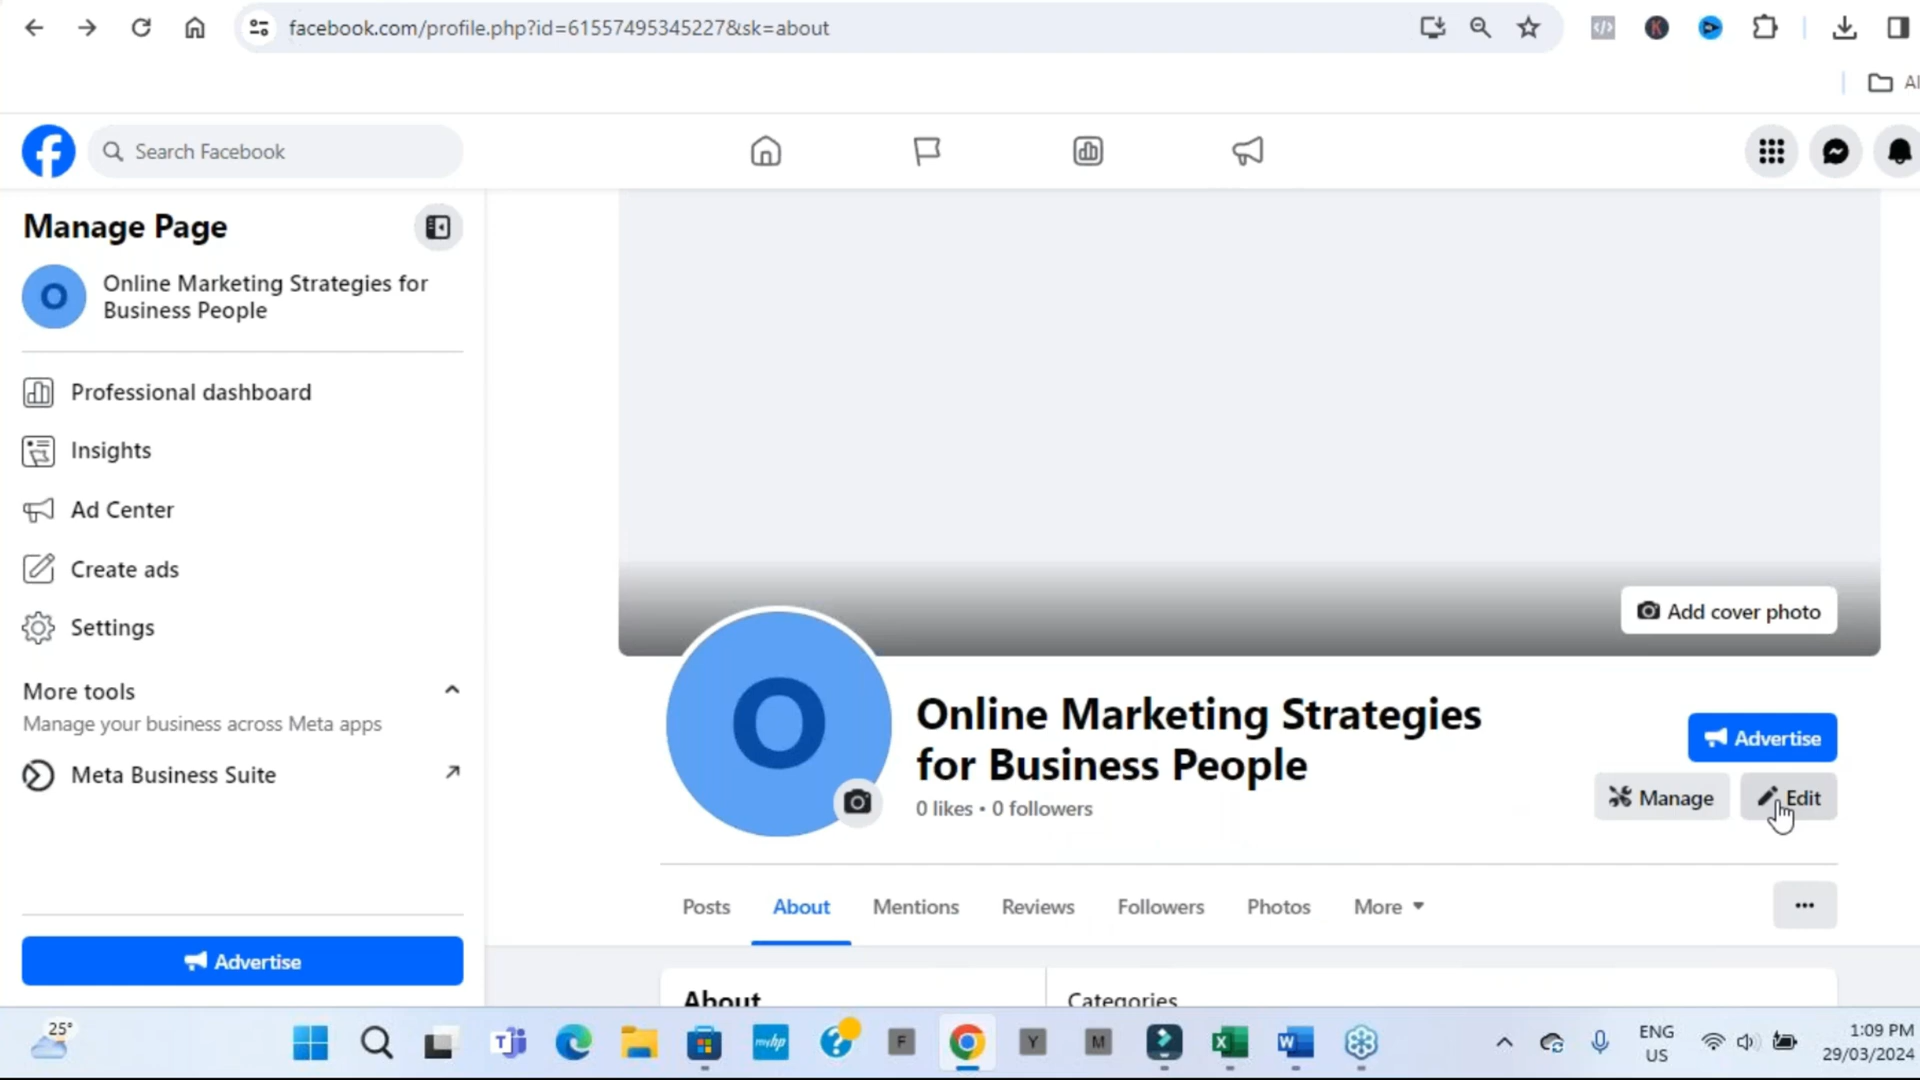 facebook.com/profile.php?id=61557495345227&sk=about
Search Facebook
Manage Page
O
Online Marketing Strategies for
Business People
Professional dashboard
Insights
Ad Center
Create ads
Settings
More tools
Manage your business across Meta apps
Meta Business Suite
Advertise
Add cover photo
O
Online Marketing Strategies
for Business People
0 likes • 0 followers
Advertise
Manage
Edit
Posts
About
Mentions
Reviews
Followers
Photos
More
About
Categories
25°
myhp
F
Y
M
ENG
US
1:09 PM
29/03/2024